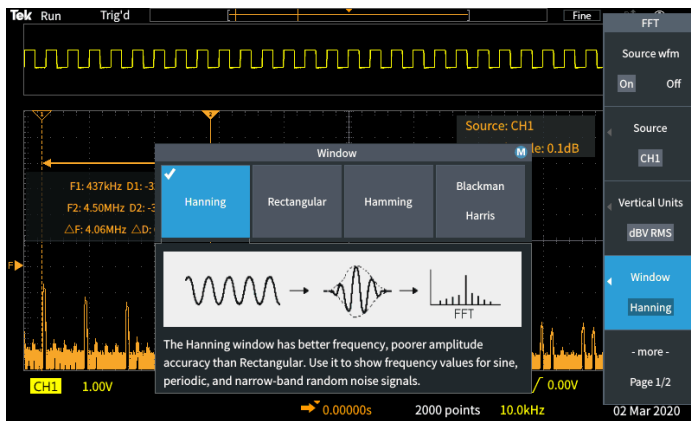 Tek Run Trig'd Fine
FFT
Source wfm
On Off
Source
CH1
Vertical Units
dBV RMS
Window
Hanning
- more -
Page 1/2
1
2
Source: CH1
le: 0.1dB
F1: 437kHz D1: -3
F2: 4.50MHz D2: -3
△F: 4.06MHz △D:
F
Window M
Hanning
Rectangular
Hamming
Blackman
Harris
FFT
The Hanning window has better frequency, poorer amplitude
accuracy than Rectangular. Use it to show frequency values for sine,
periodic, and narrow-band random noise signals.
CH1 1.00V
0.00V
0.00000s 2000 points 10.0kHz 02 Mar 2020